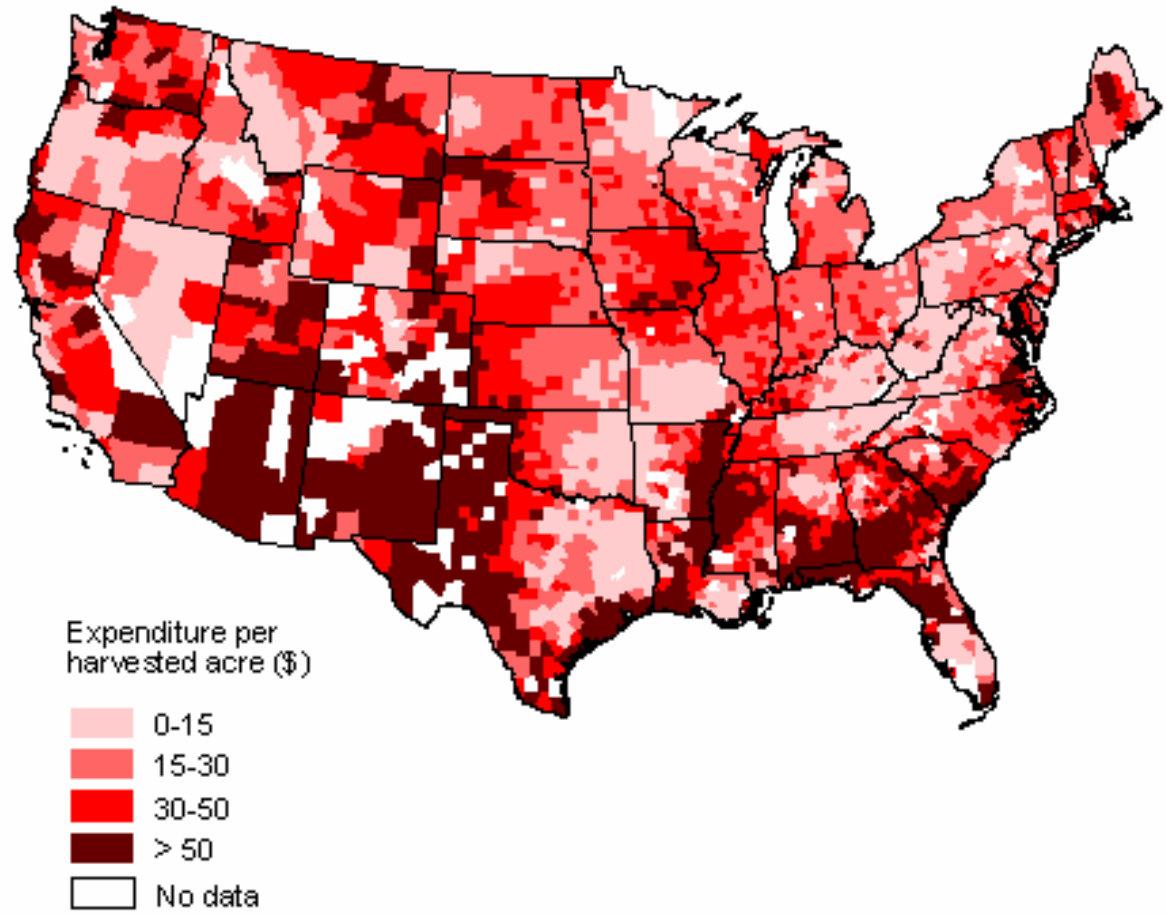 Expenditure per
harvested acre ($)
0-15
15-30
30-50
> 50
No data